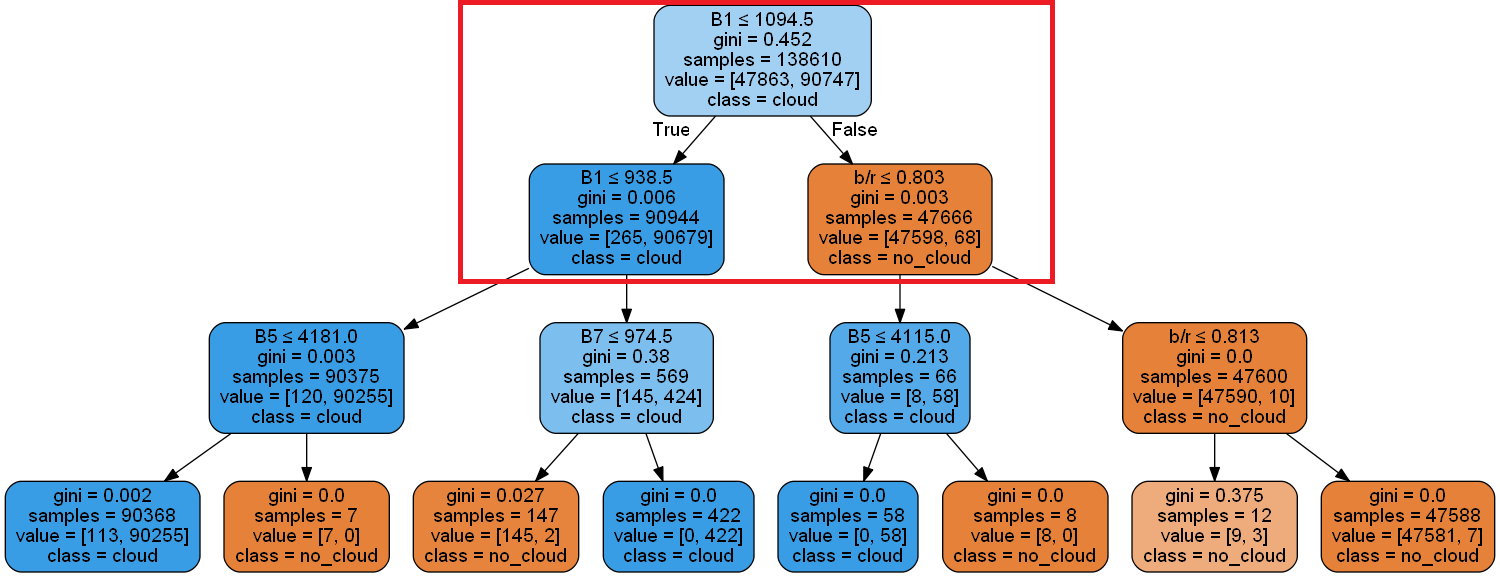 B1 ≤ 1094.5
gini = 0.452
samples = 138610
value = [47863, 90747]
class = cloud
True
False
B1 ≤ 938.5
gini = 0.006
samples = 90944
value = [265, 90679]
class = cloud
b/r ≤ 0.803
gini = 0.003
samples = 47666
value = [47598, 68]
class = no_cloud
B5 ≤ 4181.0
gini = 0.003
samples = 90375
value = [120, 90255]
class = cloud
B7 ≤ 974.5
gini = 0.38
samples = 569
value = [145, 424]
class = cloud
B5 ≤ 4115.0
gini = 0.213
samples = 66
value = [8, 58]
class = cloud
b/r ≤ 0.813
gini = 0.0
samples = 47600
value = [47590, 10]
class = no_cloud
gini = 0.002
samples = 90368
value = [113, 90255]
class = cloud
gini = 0.0
samples = 7
value = [7, 0]
class = no_cloud
gini = 0.027
samples = 147
value = [145, 2]
class = no_cloud
gini = 0.0
samples = 422
value = [0, 422]
class = cloud
gini = 0.0
samples = 58
value = [0, 58]
class = cloud
gini = 0.0
samples = 8
value = [8, 0]
class = no_cloud
gini = 0.375
samples = 12
value = [9, 3]
class = no_cloud
gini = 0.0
samples = 47588
value = [47581, 7]
class = no_cloud